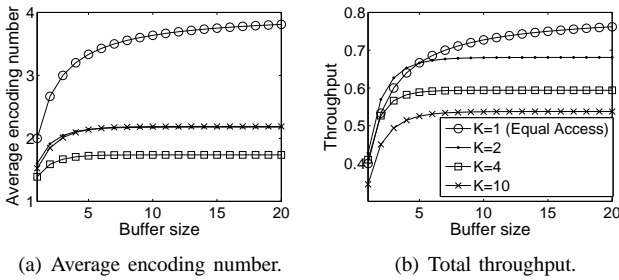 Average encoding number
4
3
2
1
5
10
15
20
Buffer size
(a) Average encoding number.
Throughput
0.8
0.7
0.6
0.5
0.4
5
10
15
20
Buffer size
K=1 (Equal Access)
K=2
K=4
K=10
(b) Total throughput.